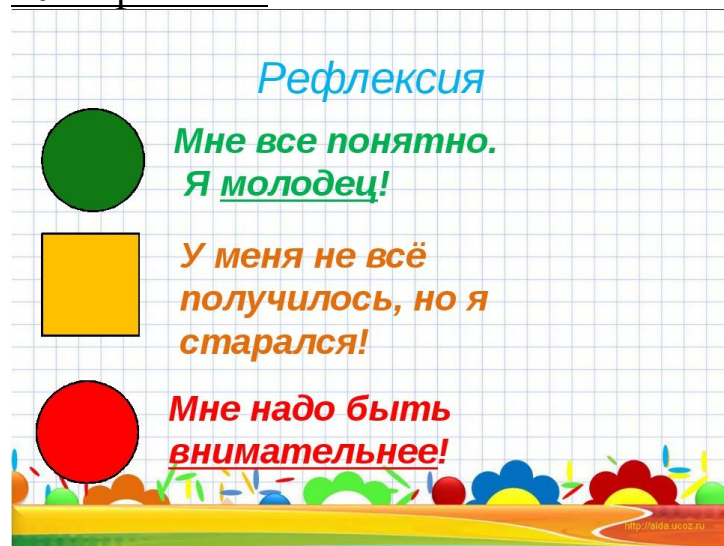 Рефлексия
Мне все понятно.
Я молодец!
У меня не всё
получилось, но я
старался!
Мне надо быть
внимательнее!
http://aida.ucoz.ru